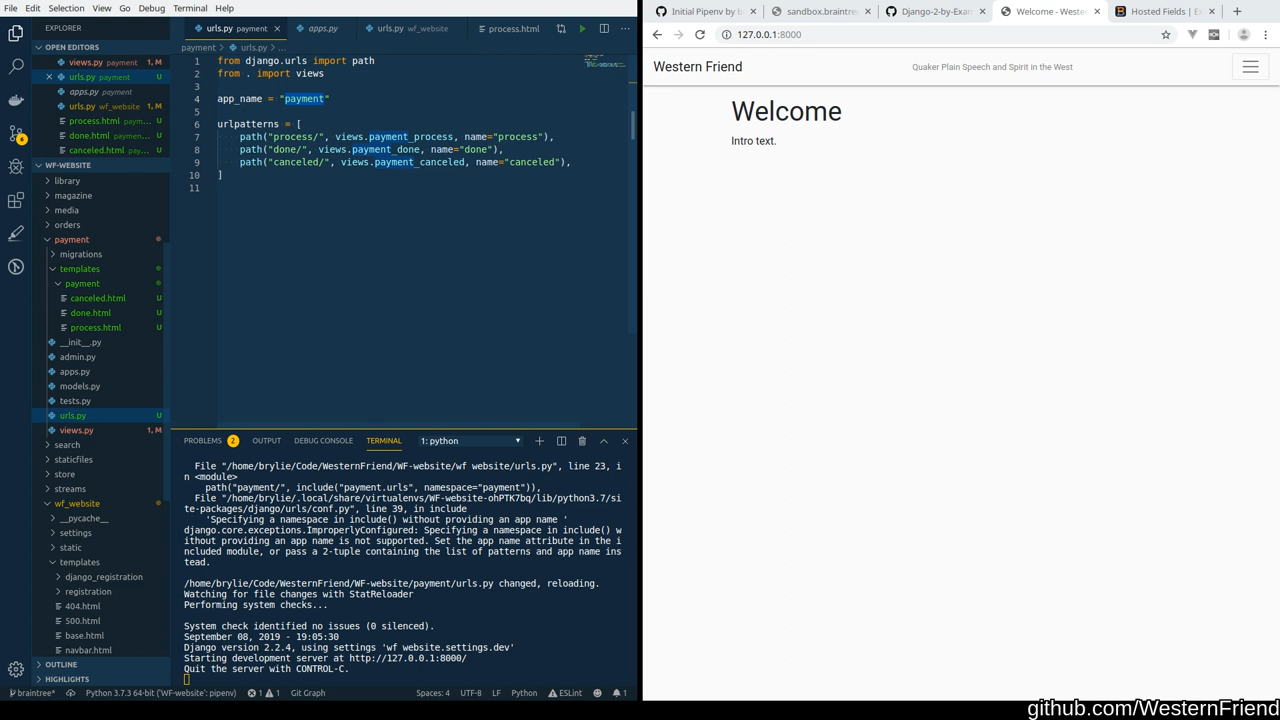 File Edit Selection View Go Debug Terminal Help
EXPLORER
OPEN EDITORS
views.py payment 1, M
urls.py payment U
apps.py payment
urls.py wf_website 1, M
process.html paym... U
done.html paymen... U
canceled.html pay... U
WF-WEBSITE
library
magazine
media
orders
payment
migrations
templates
payment
canceled.html U
done.html U
process.html U
__init__.py
admin.py
apps.py
models.py
tests.py
urls.py U
views.py 1, M
search
staticfiles
store
streams
wf_website
__pycache__
settings
static
templates
django_registration
registration
404.html
500.html
base.html
navbar.html
OUTLINE
HIGHLIGHTS
urls.py payment apps.py urls.py wf_website process.html
payment > urls.py > ...
1 from django.urls import path
2 from . import views
3
4 app_name = "payment"
5
6 urlpatterns = [
7 path("process/", views.payment_process, name="process"),
8 path("done/", views.payment_done, name="done"),
9 path("canceled/", views.payment_canceled, name="canceled"),
10 ]
11
PROBLEMS 2 OUTPUT DEBUG CONSOLE TERMINAL 1: python
File "/home/brylie/Code/WesternFriend/WF-website/wf_website/urls.py", line 23, i
n <module>
path("payment/", include("payment.urls", namespace="payment")),
File "/home/brylie/.local/share/virtualenvs/WF-website-ohPTK7bq/lib/python3.7/si
te-packages/django/urls/conf.py", line 39, in include
'Specifying a namespace in include() without providing an app_name '
django.core.exceptions.ImproperlyConfigured: Specifying a namespace in include() w
ithout providing an app_name is not supported. Set the app_name attribute in the i
ncluded module, or pass a 2-tuple containing the list of patterns and app_name ins
tead.
/home/brylie/Code/WesternFriend/WF-website/payment/urls.py changed, reloading.
Watching for file changes with StatReloader
Performing system checks...
System check identified no issues (0 silenced).
September 08, 2019 - 19:05:30
Django version 2.2.4, using settings 'wf_website.settings.dev'
Starting development server at http://127.0.0.1:8000/
Quit the server with CONTROL-C.
braintree* Python 3.7.3 64-bit ('WF-website': pipenv) 1 1 Git Graph Spaces: 4 UTF-8 LF Python ESLint 1
Initial Pipenv by b sandbox.braintre Django-2-by-Exam Welcome - Weste Hosted Fields | Ex
127.0.0.1:8000
Western Friend
Quaker Plain Speech and Spirit in the West
Welcome
Intro text.
github.com/WesternFriend